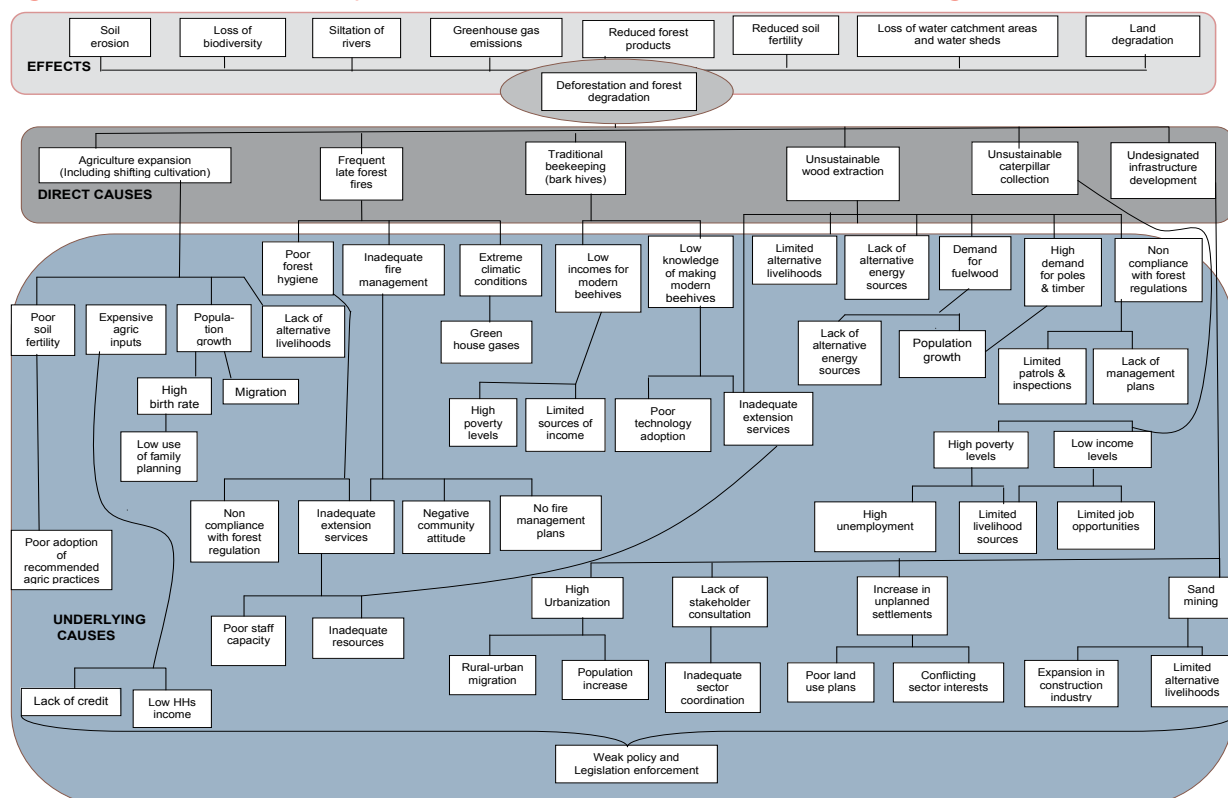 Soil
erosion
Loss of
biodiversity
Siltation of
rivers
Greenhouse gas
emissions
Reduced forest
products
Reduced soil
fertility
Loss of water catchment areas
and water sheds
Land
degradation
EFFECTS
Deforestation and forest
degradation
Agriculture expansion
(Including shifting cultivation)
Frequent
late forest
fires
Traditional
beekeeping
(bark hives)
Unsustainable
wood extraction
Unsustainable
caterpillar
collection
Undesignated
infrastructure
development
DIRECT CAUSES
Poor
forest
hygiene
Inadequate
fire
management
Extreme
climatic
conditions
Low
incomes for
modern
beehives
Low
knowledge
of making
modern
beehives
Limited
alternative
livelihoods
Lack of
alternative
energy
sources
Demand
for
fuelwood
High
demand
for poles
& timber
Non
compliance
with forest
regulations
Poor
soil
fertility
Expensive
agric
inputs
Popula-
tion
growth
Lack of
alternative
livelihoods
Green
house gases
Lack of
alternative
energy
sources
Population
growth
Limited
patrols &
inspections
Lack of
management
plans
High
birth rate
Migration
High
poverty
levels
Limited
sources of
income
Poor
technology
adoption
Inadequate
extension
services
Low use
of family
planning
High poverty
levels
Low income
levels
Non
compliance
with forest
regulation
Inadequate
extension
services
Negative
community
attitude
No fire
management
plans
High
unemployment
Limited
livelihood
sources
Limited job
opportunities
Poor adoption
of
recommended
agric practices
High
Urbanization
Lack of
stakeholder
consultation
Increase in
unplanned
settlements
Sand
mining
UNDERLYING
CAUSES
Poor staff
capacity
Inadequate
resources
Rural-urban
migration
Population
increase
Inadequate
sector
coordination
Poor land
use plans
Conflicting
sector interests
Expansion in
construction
industry
Limited
alternative
livelihoods
Lack of credit
Low HHs
income
Weak policy and
Legislation enforcement